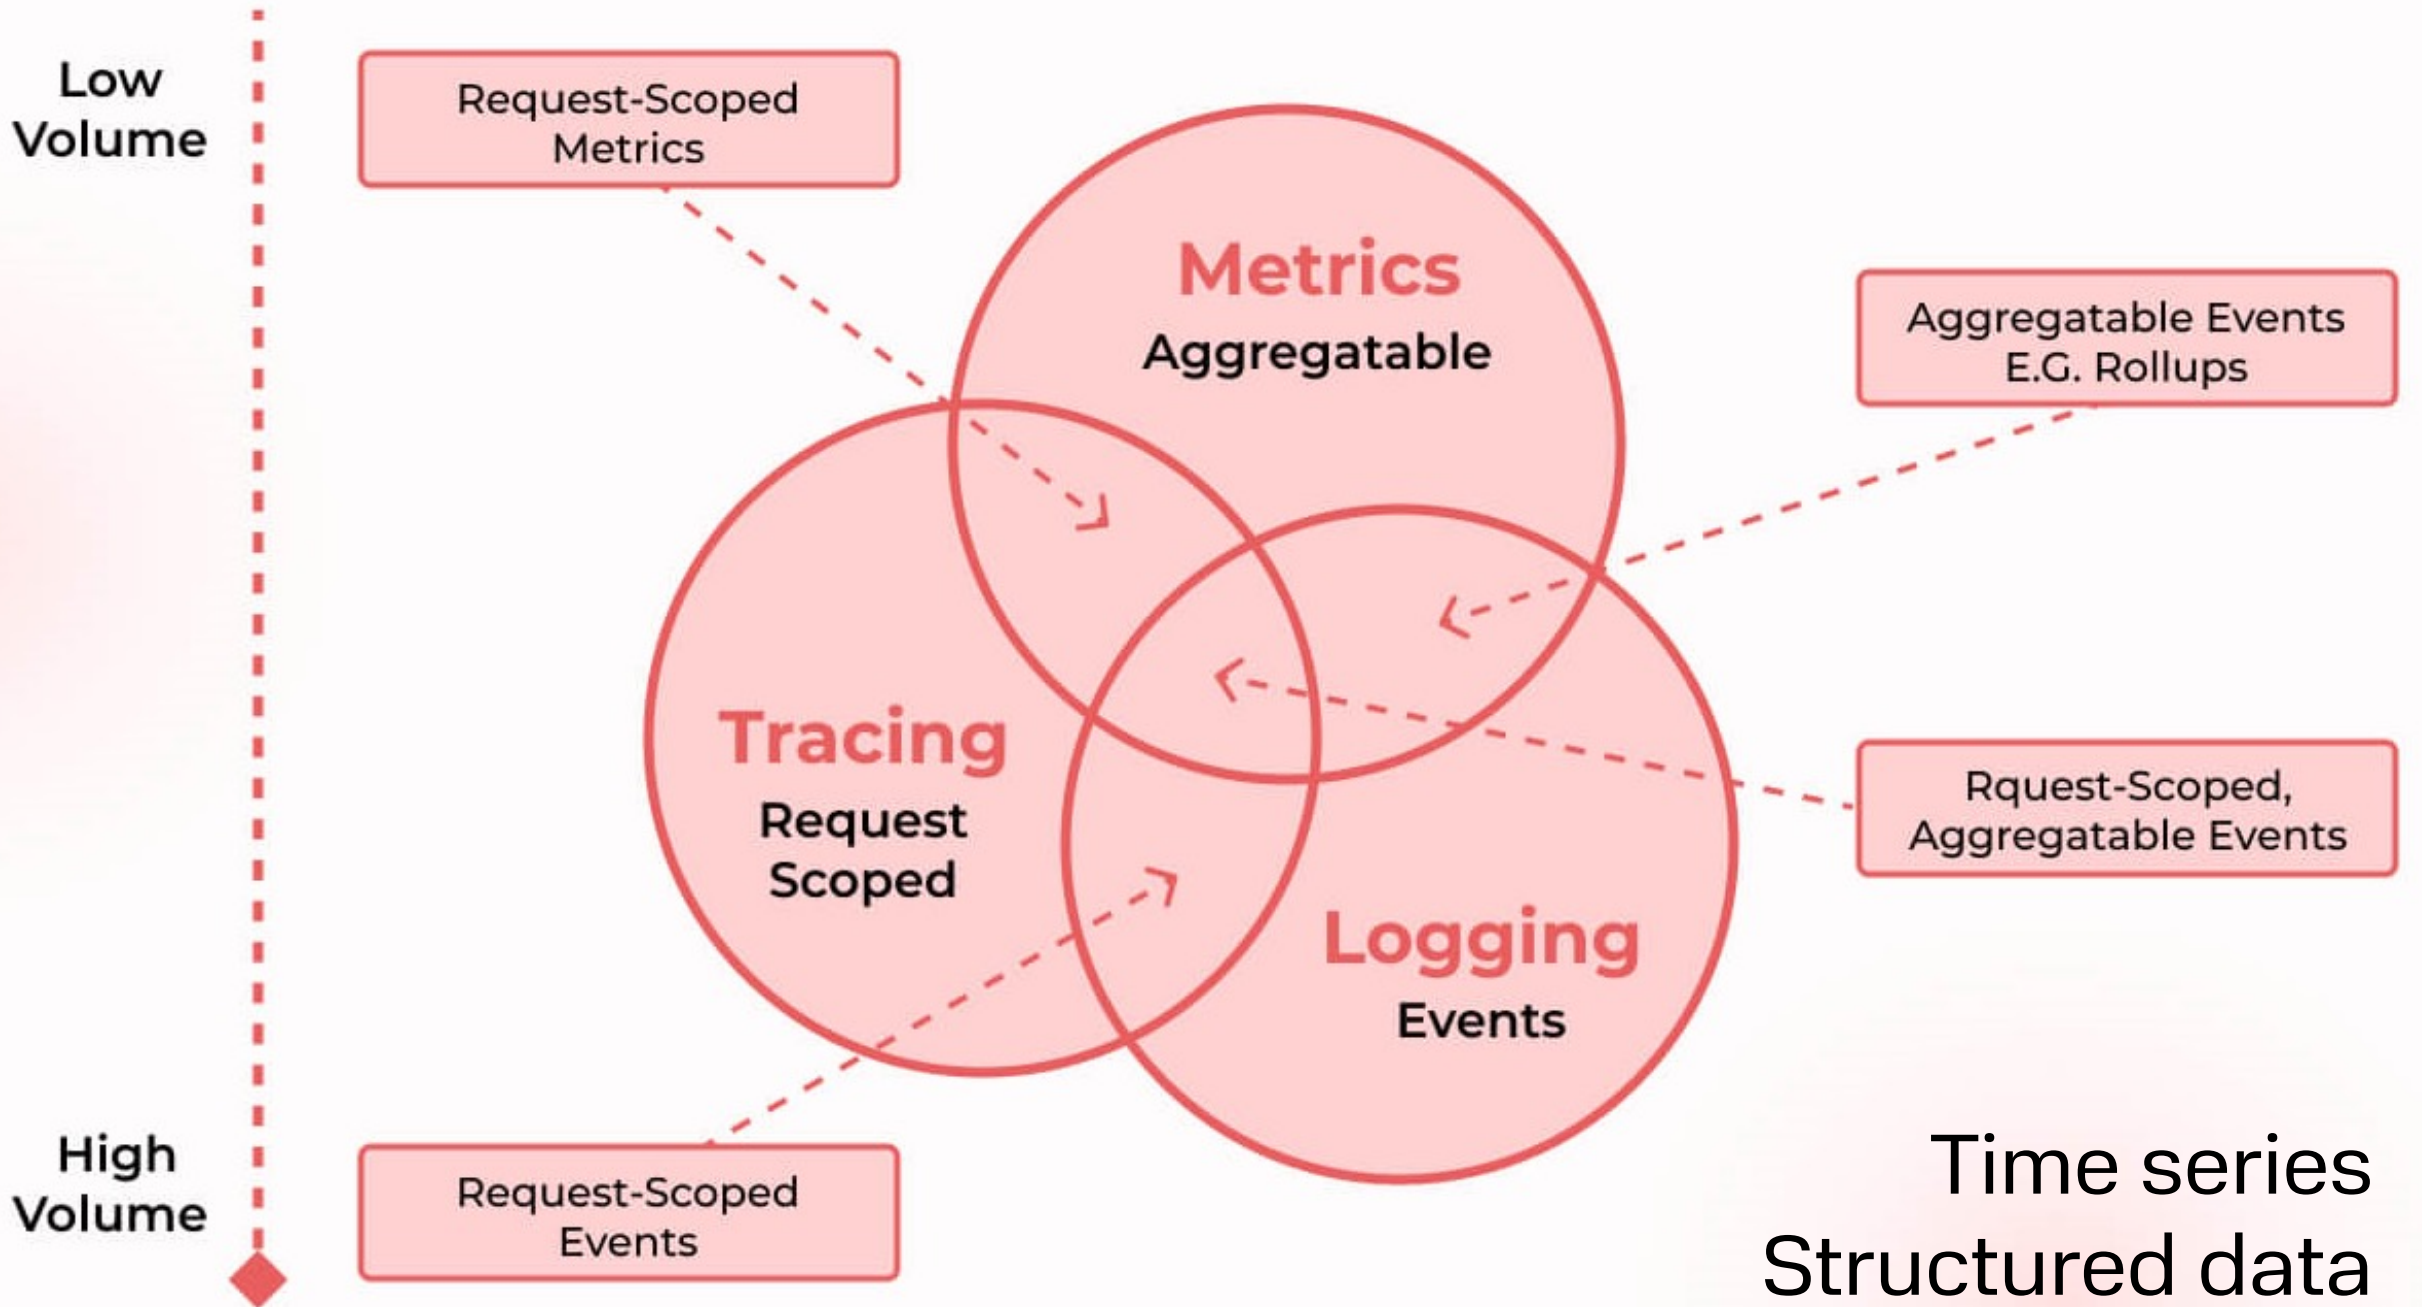 Low
Volume
Request-Scoped
Metrics
Metrics
Aggregatable
Aggregatable Events
E.G. Rollups
Tracing
Request
Scoped
Rquest-Scoped,
Aggregatable Events
Logging
Events
High
Volume
Request-Scoped
Events
Time series
Structured data